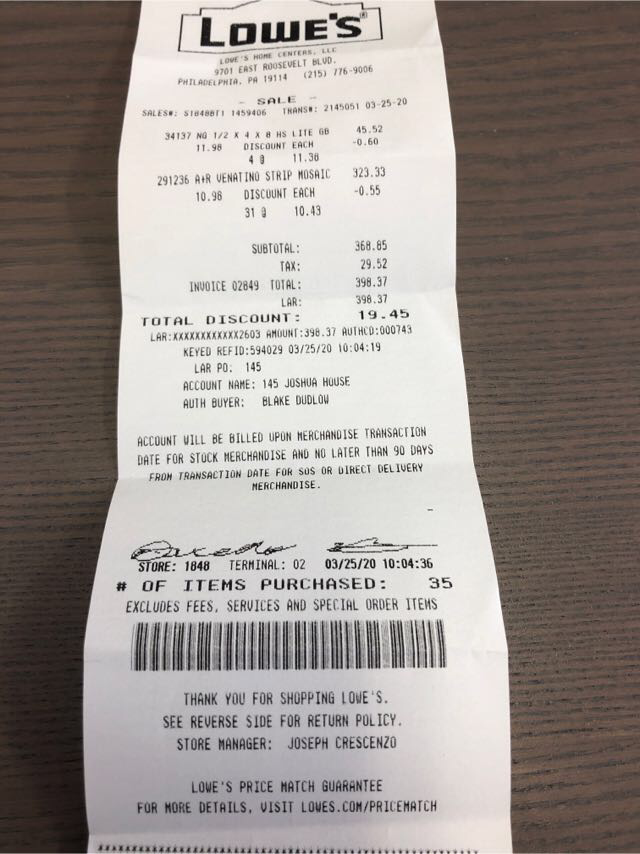 LOWE'S®
LOWE'S HOME CENTERS, LLC
9701 EAST ROOSEVELT BLVD.
PHILADELPHIA, PA 19114 (215) 776-9006
- SALE -
SALES#: S1848BT1 1459406 TRANS#: 2145051 03-25-20
34137 NG 1/2 X 4 X 8 HS LITE GB 45.52
11.98 DISCOUNT EACH -0.60
4 @ 11.38
291236 A+R VENATINO STRIP MOSAIC 323.33
10.98 DISCOUNT EACH -0.55
31 @ 10.43
SUBTOTAL: 368.85
TAX: 29.52
INVOICE 02849 TOTAL: 398.37
LAR: 398.37
TOTAL DISCOUNT: 19.45
LAR:XXXXXXXXXXXX2603 AMOUNT:398.37 AUTHCD:000743
KEYED REFID:594029 03/25/20 10:04:19
LAR PO: 145
ACCOUNT NAME: 145 JOSHUA HOUSE
AUTH BUYER: BLAKE DUDLOW
ACCOUNT WILL BE BILLED UPON MERCHANDISE TRANSACTION
DATE FOR STOCK MERCHANDISE AND NO LATER THAN 90 DAYS
FROM TRANSACTION DATE FOR SOS OR DIRECT DELIVERY
MERCHANDISE.
STORE: 1848 TERMINAL: 02 03/25/20 10:04:36
# OF ITEMS PURCHASED: 35
EXCLUDES FEES, SERVICES AND SPECIAL ORDER ITEMS
THANK YOU FOR SHOPPING LOWE'S.
SEE REVERSE SIDE FOR RETURN POLICY.
STORE MANAGER: JOSEPH CRESCENZO
LOWE'S PRICE MATCH GUARANTEE
FOR MORE DETAILS, VISIT LOWES.COM/PRICEMATCH